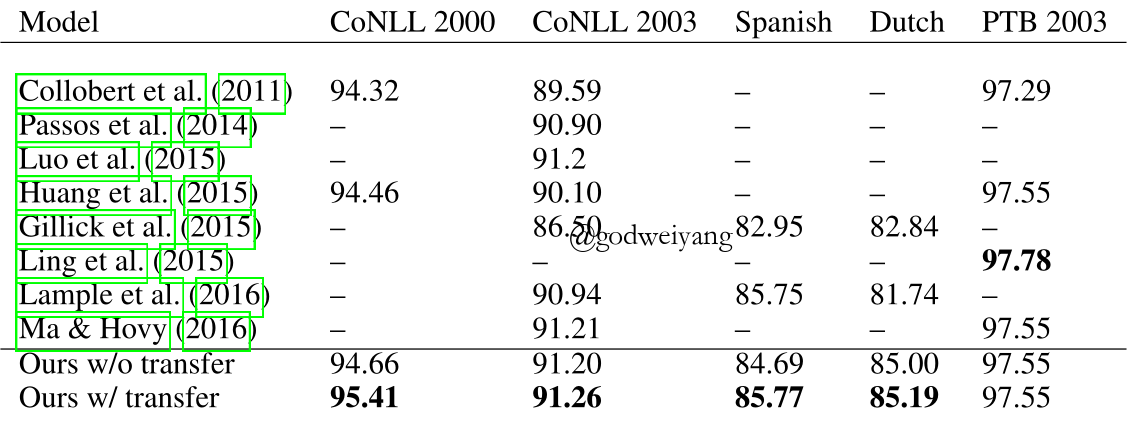 Model CoNLL 2000 CoNLL 2003 Spanish Dutch PTB 2003
Collobert et al. (2011) 94.32 89.59 – – 97.29
Passos et al. (2014) – 90.90 – – –
Luo et al. (2015) – 91.2 – – –
Huang et al. (2015) 94.46 90.10 – – 97.55
Gillick et al. (2015) – 86.50 82.95 82.84 –
@godweiyang
Ling et al. (2015) – – – – 97.78
Lample et al. (2016) – 90.94 85.75 81.74 –
Ma & Hovy (2016) – 91.21 – – 97.55
Ours w/o transfer 94.66 91.20 84.69 85.00 97.55
Ours w/ transfer 95.41 91.26 85.77 85.19 97.55